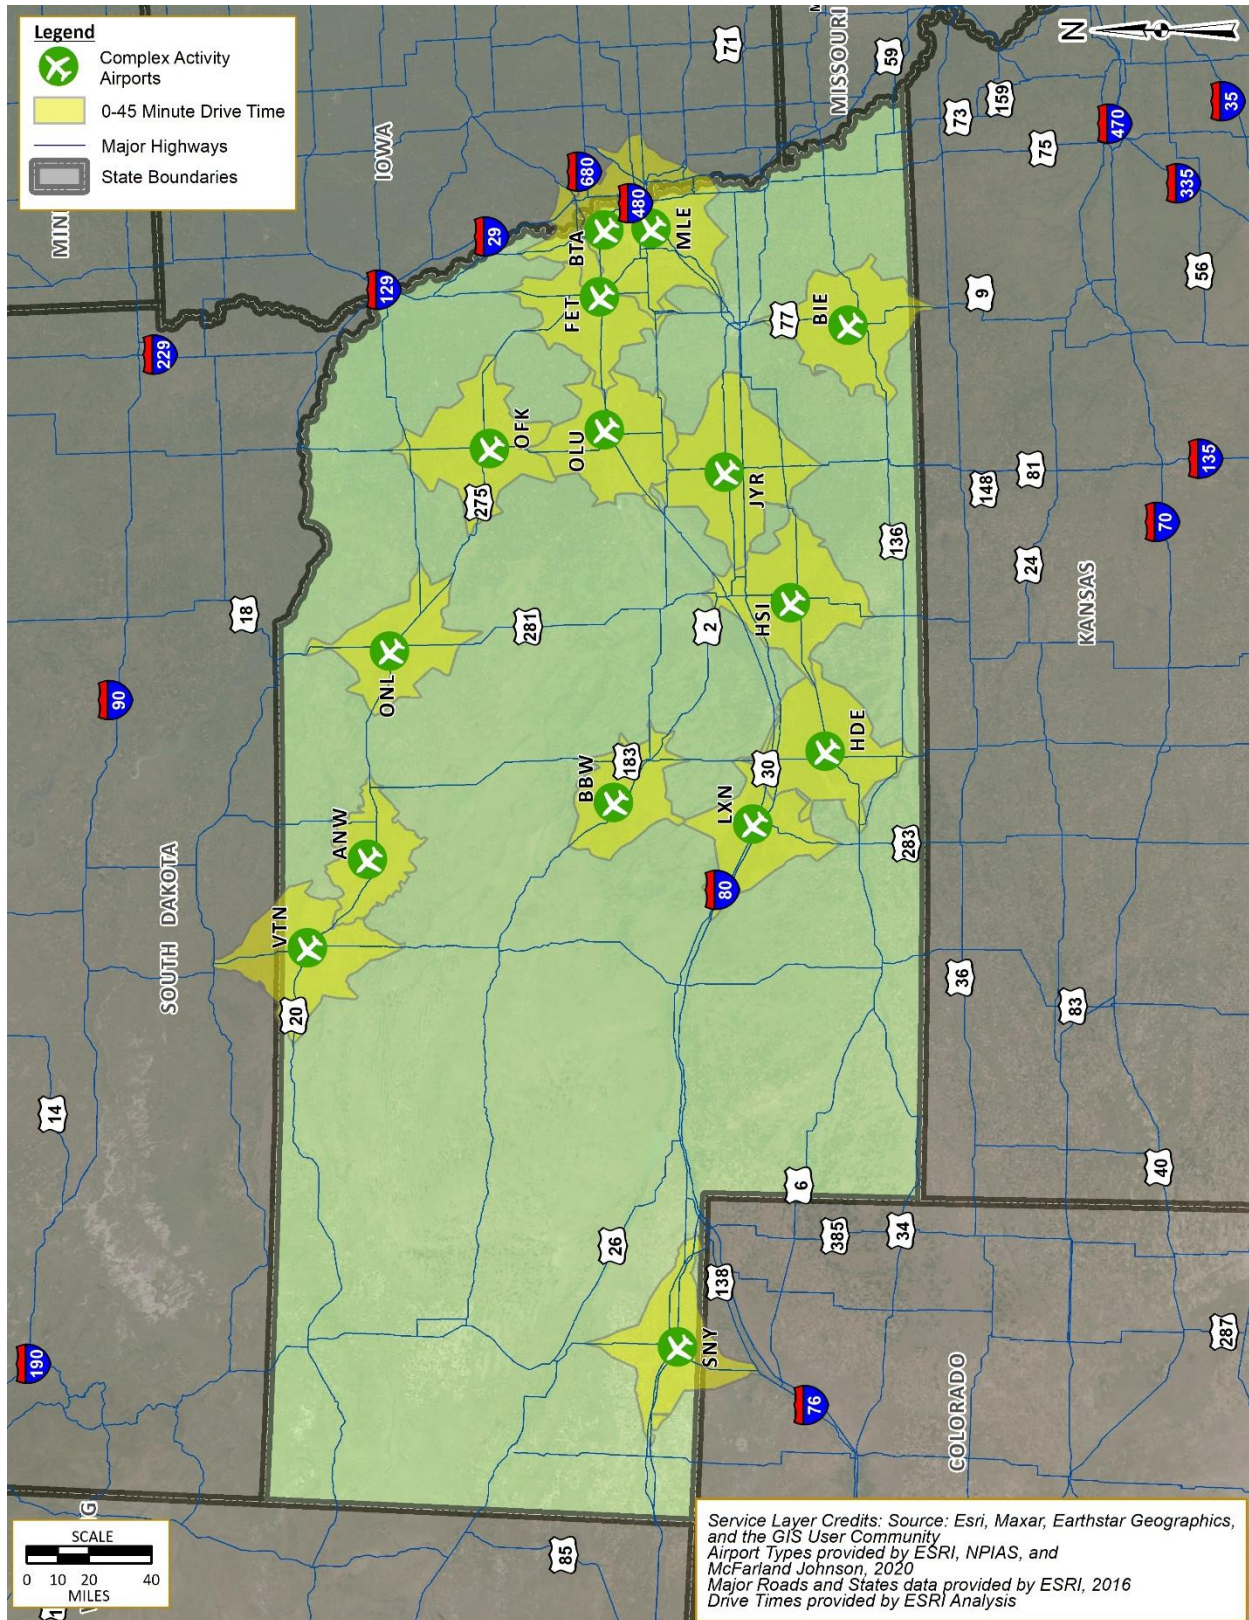 Legend
Complex Activity
Airports
0-45 Minute Drive Time
Major Highways
State Boundaries
N
MISSOURI
IOWA
SOUTH DAKOTA
KANSAS
COLORADO
71
59
159
73
75
470
35
335
56
9
680
480
29
129
229
77
BTA
MLE
FET
BIE
OFK
OLU
JYR
275
148
81
135
70
24
136
18
281
2
HSI
ONL
90
HDE
183
BBW
30
LXN
283
80
ANW
VTN
20
36
83
14
6
40
26
385
34
138
SNY
287
190
76
85
SCALE
0 10 20 40
MILES
Service Layer Credits: Source: Esri, Maxar, Earthstar Geographics,
and the GIS User Community
Airport Types provided by ESRI, NPIAS, and
McFarland Johnson, 2020
Major Roads and States data provided by ESRI, 2016
Drive Times provided by ESRI Analysis